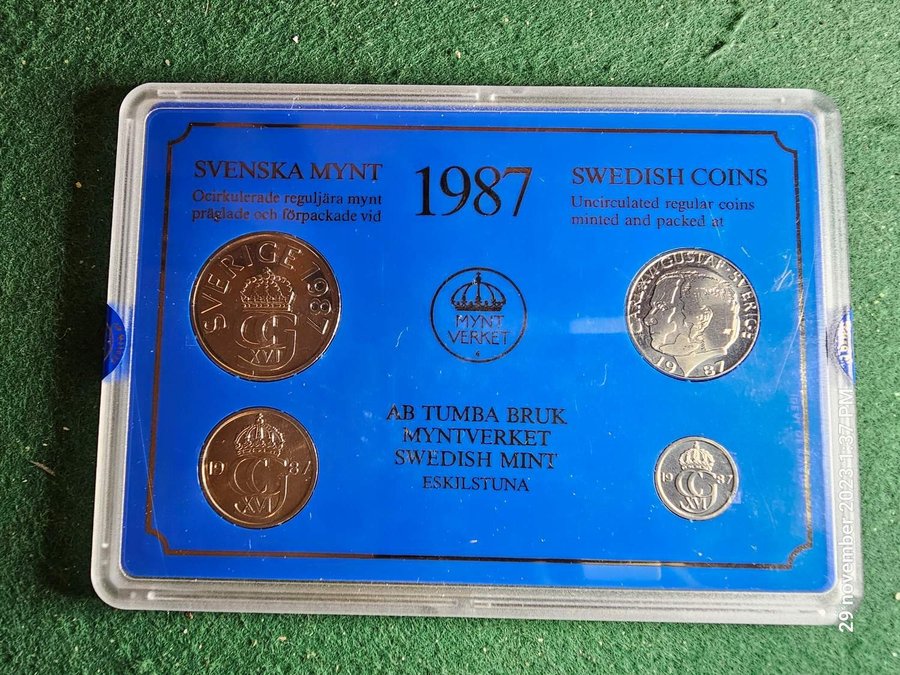 SVENSKA MYNT
Ocirkulerade reguljära mynt
präglade och förpackade vid
1987
SWEDISH COINS
Uncirculated regular coins
minted and packed at
SVERIGE 1987
CG
XVI
MYNT
VERKET
CARL XVI GUSTAF · SVERIGE
19 87
AB TUMBA BRUK
MYNTVERKET
SWEDISH MINT
ESKILSTUNA
19 CG 87
XVI
19 CG 87
XVI
29 november 2023 1:37 PM